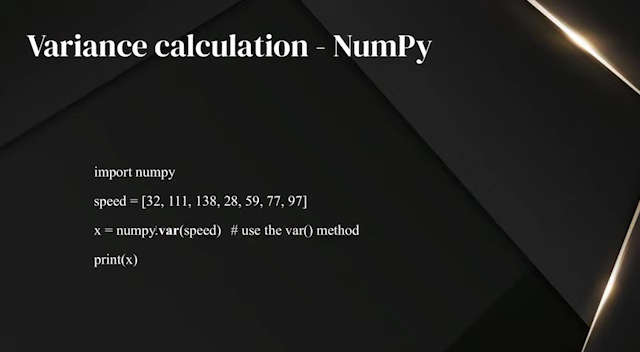 Variance calculation - NumPy
import numpy
speed = [32, 111, 138, 28, 59, 77, 97]
x = numpy.var(speed)  # use the var() method
print(x)